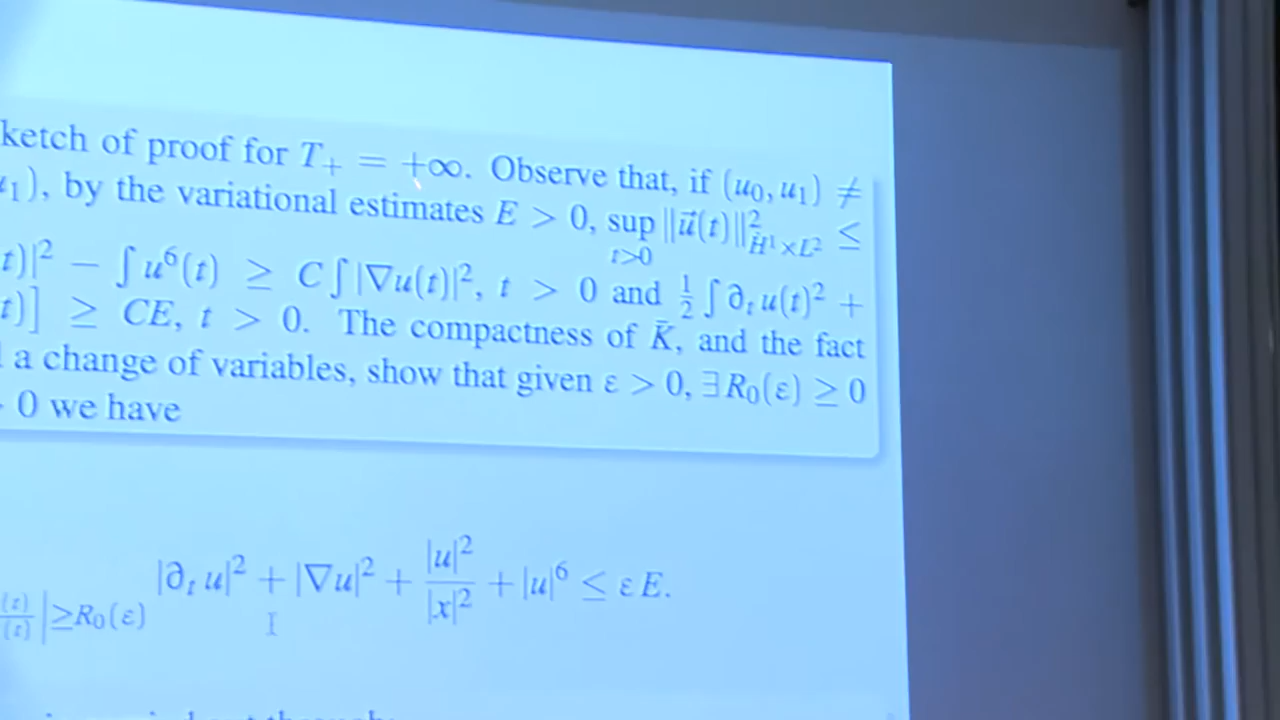 ketch of proof for T₊ = +∞. Observe that, if (u₀, u₁) ≠
u₁), by the variational estimates E > 0, sup_{t>0} ‖u⃗(t)‖²_{Ḣ¹×L²} ≤
t)|² − ∫ u⁶(t) ≥ C ∫ |∇u(t)|², t > 0 and ½ ∫ ∂ₜ u(t)² +
t)] ≥ CE, t > 0. The compactness of K̄, and the fact
a change of variables, show that given ε > 0, ∃ R₀(ε) ≥ 0
0 we have
(t)/(t)| ≥R₀(ε) |∂ₜ u|² + |∇u|² + |u|²/|x|² + |u|⁶ ≤ ε E.